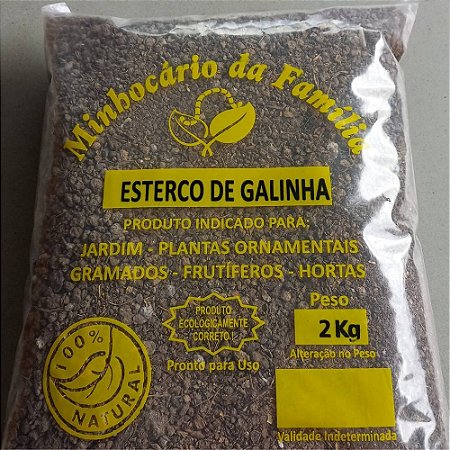 Minhocário da Família
ESTERCO DE GALINHA
PRODUTO INDICADO PARA:
JARDIM - PLANTAS ORNAMENTAIS
GRAMADOS - FRUTÍFEROS - HORTAS
Peso
2 Kg
Alteração no Peso
PRODUTO
ECOLOGICAMENTE
CORRETO!
Pronto para Uso
100%
NATURAL
Validade Indeterminada